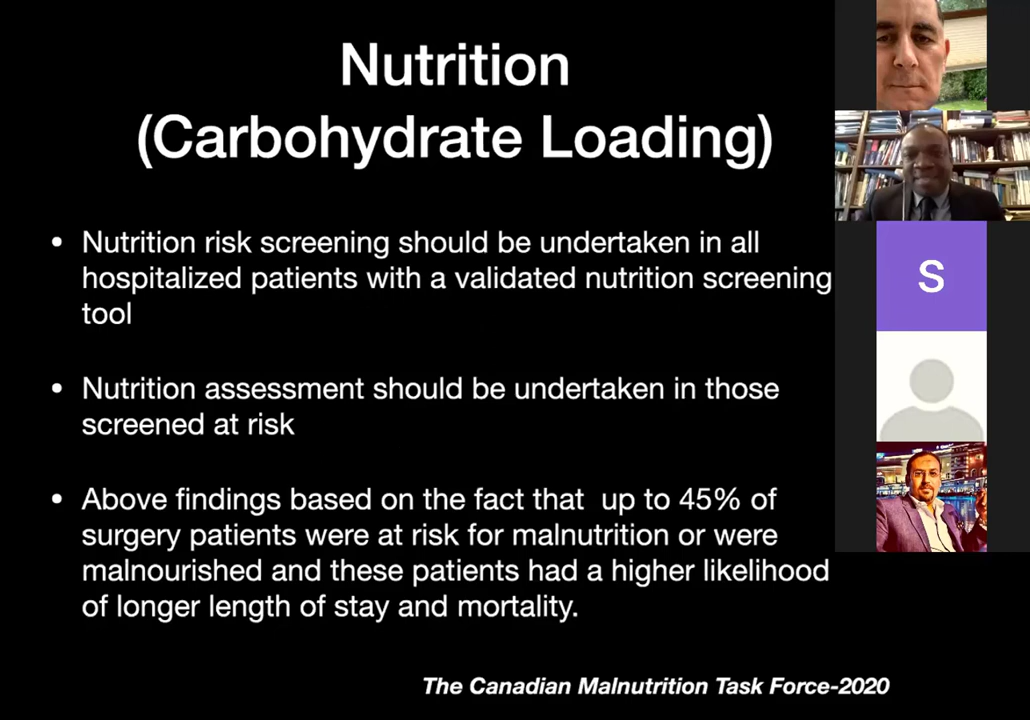 Nutrition
(Carbohydrate Loading)
• Nutrition risk screening should be undertaken in all
hospitalized patients with a validated nutrition screening
tool
• Nutrition assessment should be undertaken in those
screened at risk
• Above findings based on the fact that  up to 45% of
surgery patients were at risk for malnutrition or were
malnourished and these patients had a higher likelihood
of longer length of stay and mortality.
The Canadian Malnutrition Task Force-2020
S